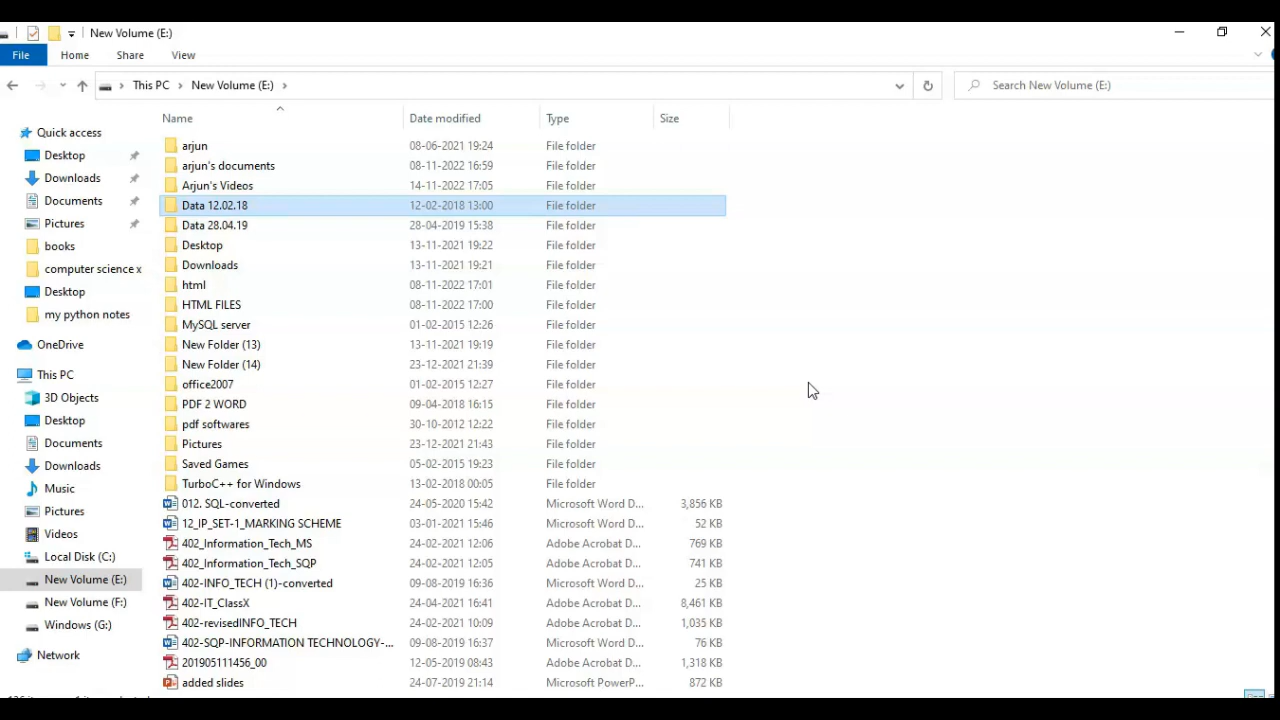 New Volume (E:)
File Home Share View
This PC New Volume (E:) Search New Volume (E:)
Name Date modified Type Size
Quick access
Desktop
Downloads
Documents
Pictures
books
computer science x
Desktop
my python notes
OneDrive
This PC
3D Objects
Desktop
Documents
Downloads
Music
Pictures
Videos
Local Disk (C:)
New Volume (E:)
New Volume (F:)
Windows (G:)
Network
arjun 08-06-2021 19:24 File folder
arjun's documents 08-11-2022 16:59 File folder
Arjun's Videos 14-11-2022 17:05 File folder
Data 12.02.18 12-02-2018 13:00 File folder
Data 28.04.19 28-04-2019 15:38 File folder
Desktop 13-11-2021 19:22 File folder
Downloads 13-11-2021 19:21 File folder
html 08-11-2022 17:01 File folder
HTML FILES 08-11-2022 17:00 File folder
MySQL server 01-02-2015 12:26 File folder
New Folder (13) 13-11-2021 19:19 File folder
New Folder (14) 23-12-2021 21:39 File folder
office2007 01-02-2015 12:27 File folder
PDF 2 WORD 09-04-2018 16:15 File folder
pdf softwares 30-10-2012 12:22 File folder
Pictures 23-12-2021 21:43 File folder
Saved Games 05-02-2015 19:23 File folder
TurboC++ for Windows 13-02-2018 00:05 File folder
012. SQL-converted 24-05-2020 15:42 Microsoft Word D... 3,856 KB
12_IP_SET-1_MARKING SCHEME 03-01-2021 15:46 Microsoft Word D... 52 KB
402_Information_Tech_MS 24-02-2021 12:06 Adobe Acrobat D... 769 KB
402_Information_Tech_SQP 24-02-2021 12:05 Adobe Acrobat D... 741 KB
402-INFO_TECH (1)-converted 09-08-2019 16:36 Microsoft Word D... 25 KB
402-IT_ClassX 24-04-2021 16:41 Adobe Acrobat D... 8,461 KB
402-revisedINFO_TECH 24-02-2021 10:09 Adobe Acrobat D... 1,035 KB
402-SQP-INFORMATION TECHNOLOGY-... 09-08-2019 16:37 Microsoft Word D... 76 KB
201905111456_00 12-05-2019 08:43 Adobe Acrobat D... 1,318 KB
added slides 24-07-2019 21:14 Microsoft PowerP... 872 KB